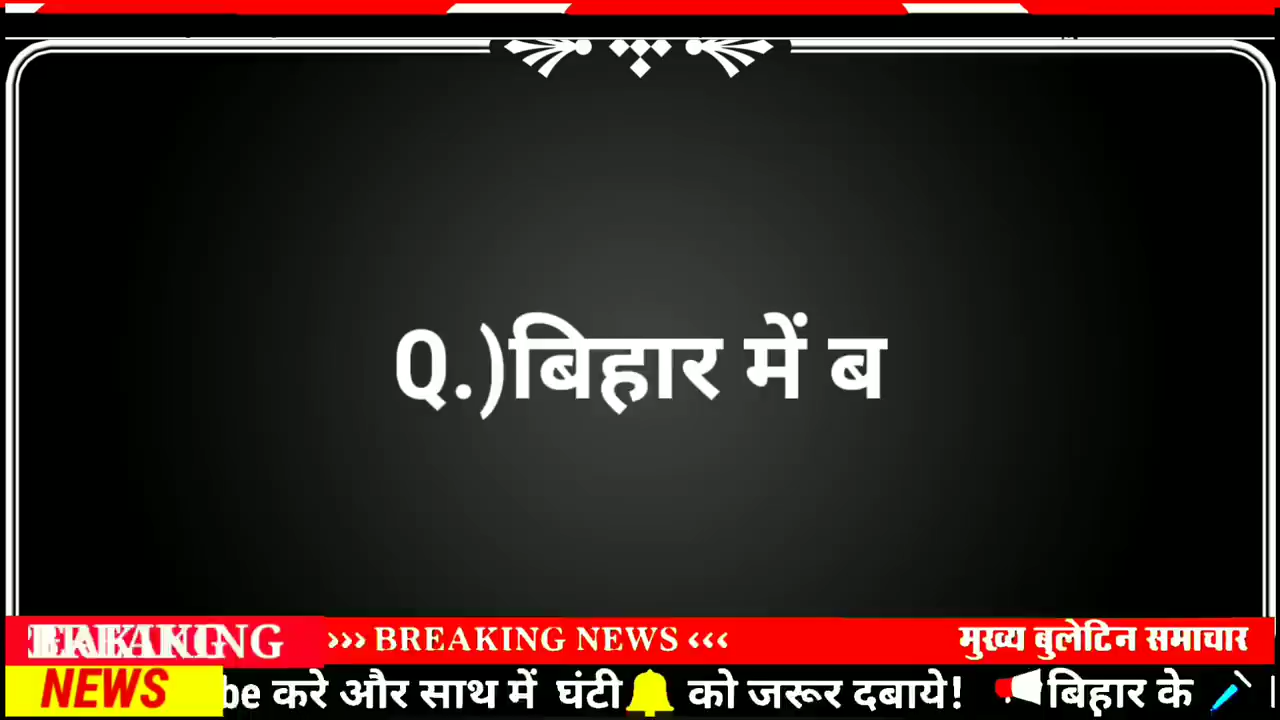 Q.)बिहार में ब
››› BREAKING NEWS ‹‹‹
मुख्य बुलेटिन समाचार
NEWS
be करे और साथ में घंटी🔔 को जरूर दबाये! 📢बिहार के